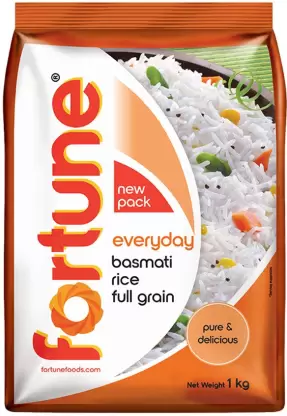 fortune®
new
pack
everyday
basmati
rice
full grain
pure &
delicious
fortunefoods.com
Net Weight 1 kg